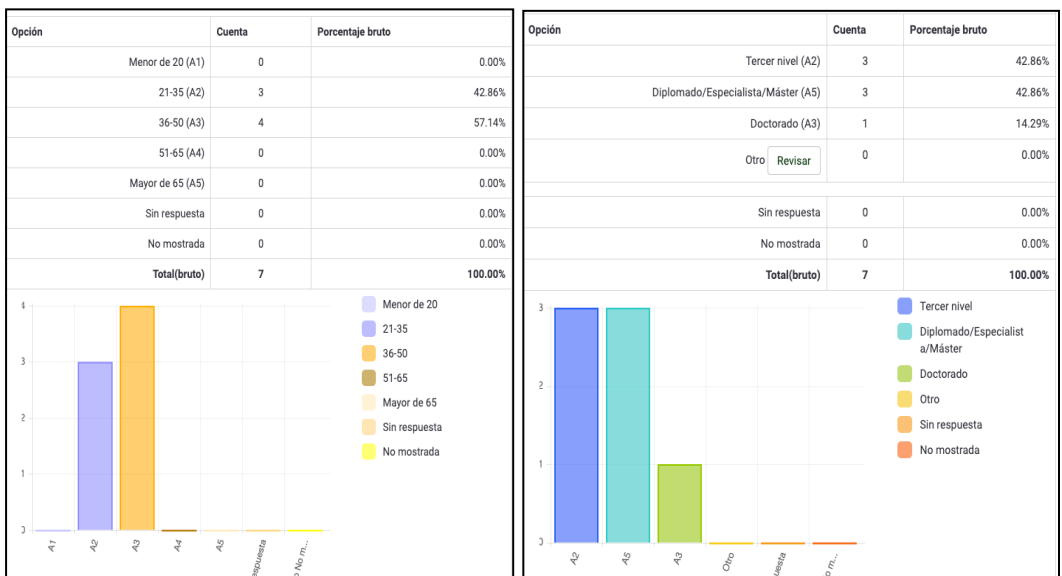 Opción Cuenta Porcentaje bruto
Menor de 20 (A1) 0 0.00%
21-35 (A2) 3 42.86%
36-50 (A3) 4 57.14%
51-65 (A4) 0 0.00%
Mayor de 65 (A5) 0 0.00%
Sin respuesta 0 0.00%
No mostrada 0 0.00%
Total(bruto) 7 100.00%
4
3
2
1
A1
A2
A3
A4
A5
Menor de 20
21-35
36-50
51-65
Mayor de 65
Sin respuesta
No mostrada
Opción Cuenta Porcentaje bruto
Tercer nivel (A2) 3 42.86%
Diplomado/Especialista/Máster (A5) 3 42.86%
Doctorado (A3) 1 14.29%
Otro Revisar 0 0.00%
Sin respuesta 0 0.00%
No mostrada 0 0.00%
Total(bruto) 7 100.00%
3
2
1
A2
A5
A3
Otro
Tercer nivel
Diplomado/Especialist
a/Máster
Doctorado
Otro
Sin respuesta
No mostrada